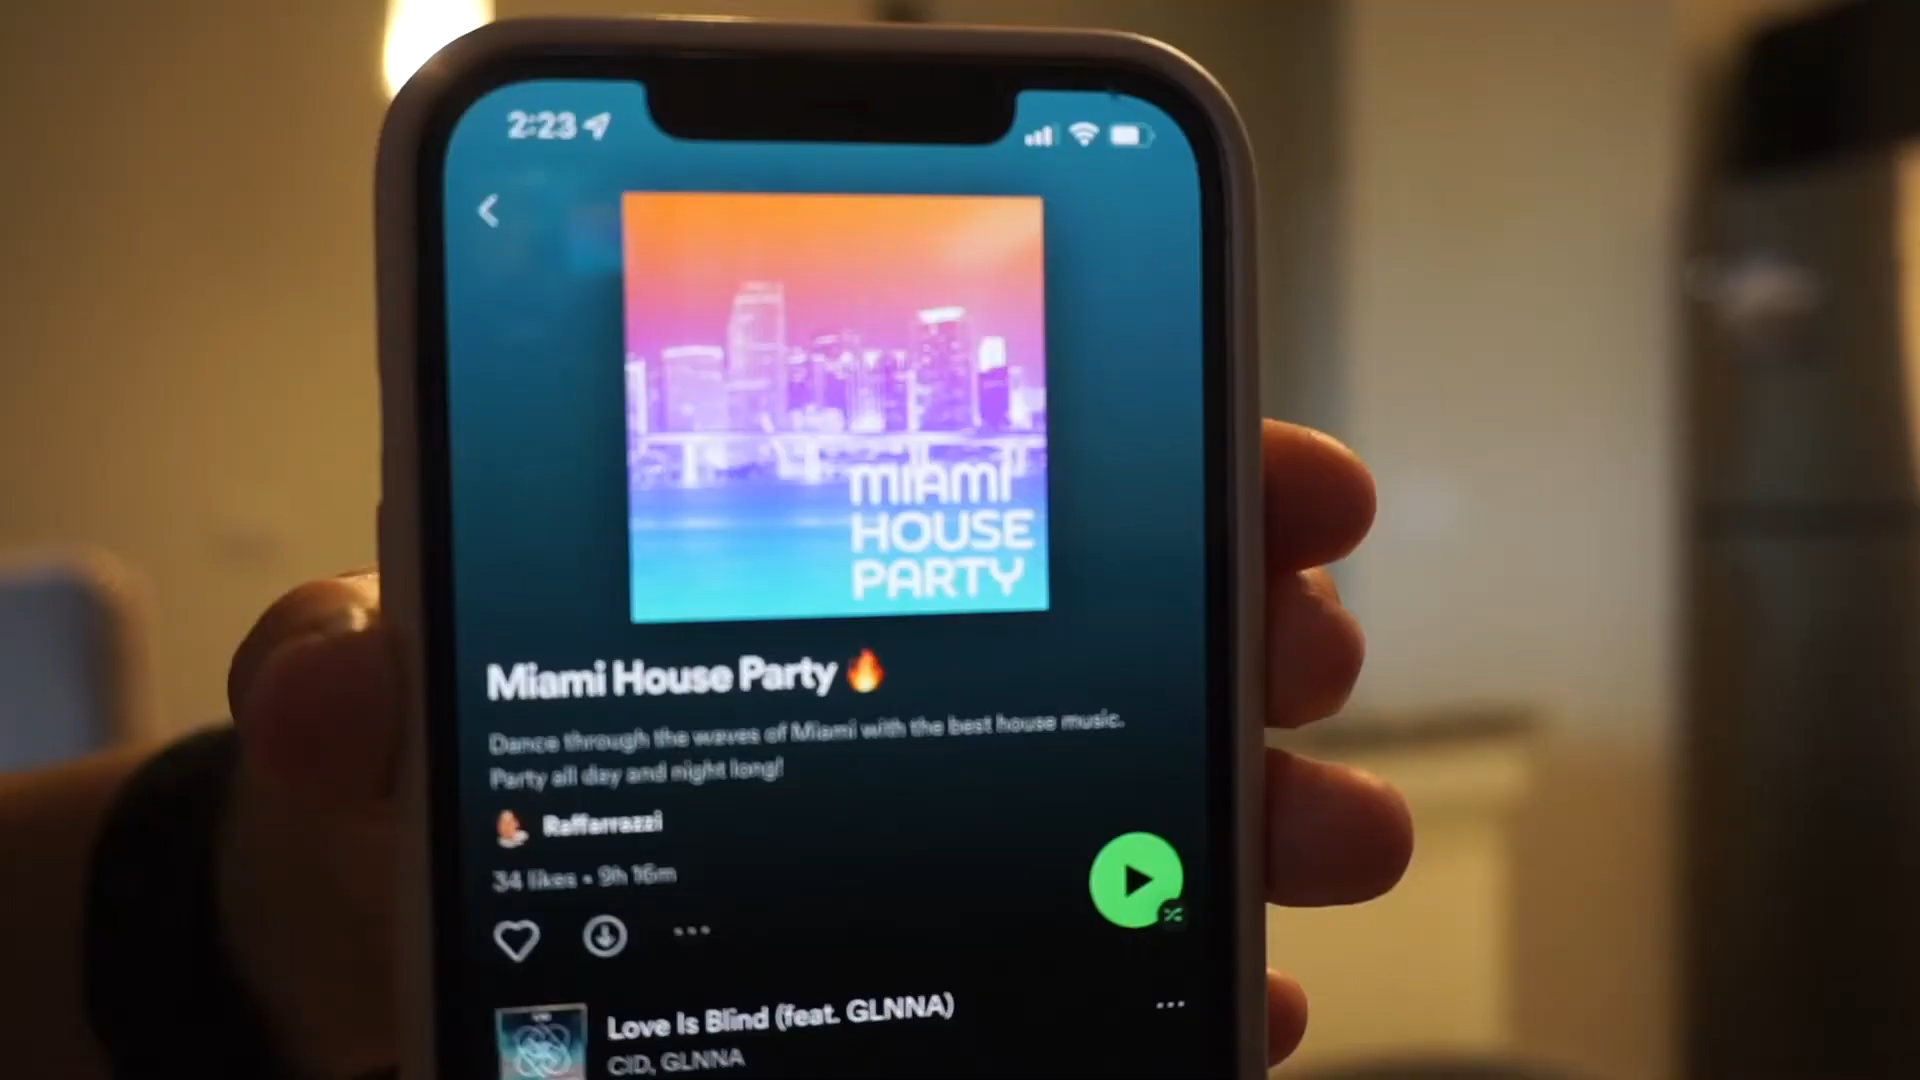 2:23
MIAMI
HOUSE
PARTY
Miami House Party 🔥
Dance through the waves of Miami with the best house music.
Party all day and night long!
Raffarrazzi
34 likes • 9h 16m
Love Is Blind (feat. GLNNA)
CID, GLNNA